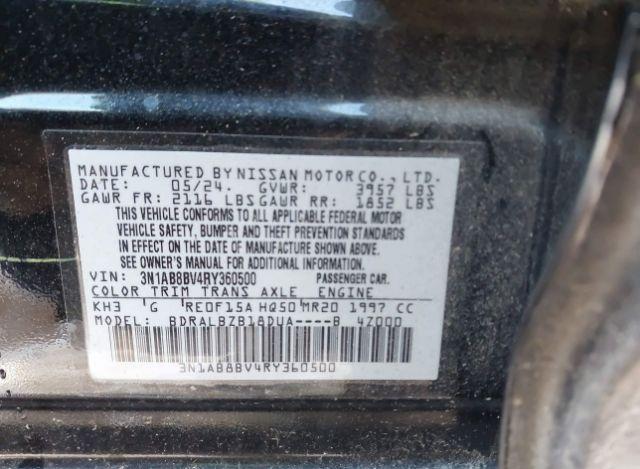 MANUFACTURED BY NISSAN MOTOR CO., LTD.
DATE: 05/24. GVWR: 3957 LBS
GAWR FR: 2116 LBS GAWR RR: 1852 LBS
THIS VEHICLE CONFORMS TO ALL APPLICABLE FEDERAL MOTOR
VEHICLE SAFETY, BUMPER AND THEFT PREVENTION STANDARDS
IN EFFECT ON THE DATE OF MANUFACTURE SHOWN ABOVE.
SEE OWNER'S MANUAL FOR ADDITIONAL INFORMATION.
VIN: 3N1AB8BV4RY360500 PASSENGER CAR.
COLOR TRIM TRANS AXLE ENGINE
KH3 G RE0F15A HQ50 MR20 1997 CC
MODEL: BDRALBZB18DUA----B 4Z000
3N1AB8BV4RY360500